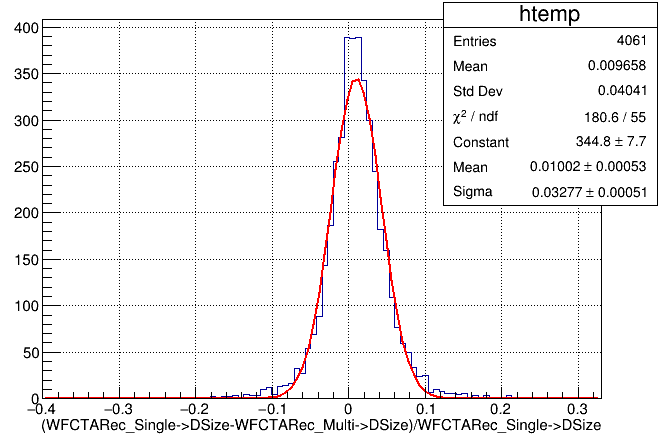 htemp
Entries 4061
Mean 0.009658
Std Dev 0.04041
χ² / ndf 180.6 / 55
Constant 344.8 ± 7.7
Mean 0.01002 ± 0.00053
Sigma 0.03277 ± 0.00051
400
350
300
250
200
150
100
50
0
−0.4 −0.3 −0.2 −0.1 0 0.1 0.2 0.3
(WFCTARec_Single->DSize-WFCTARec_Multi->DSize)/WFCTARec_Single->DSize